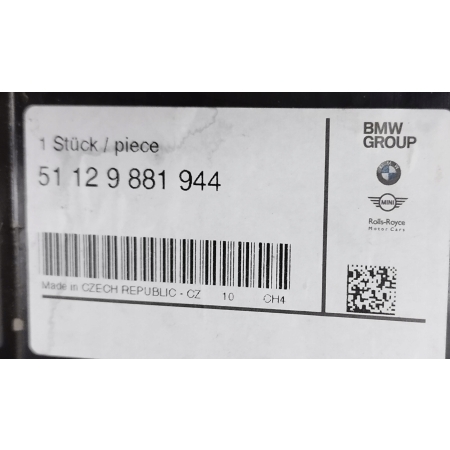 1 Stück / piece
51 12 9 881 944
Made in CZECH REPUBLIC - CZ 10 CH4
BMW
GROUP
MINI
Rolls-Royce
Motor Cars